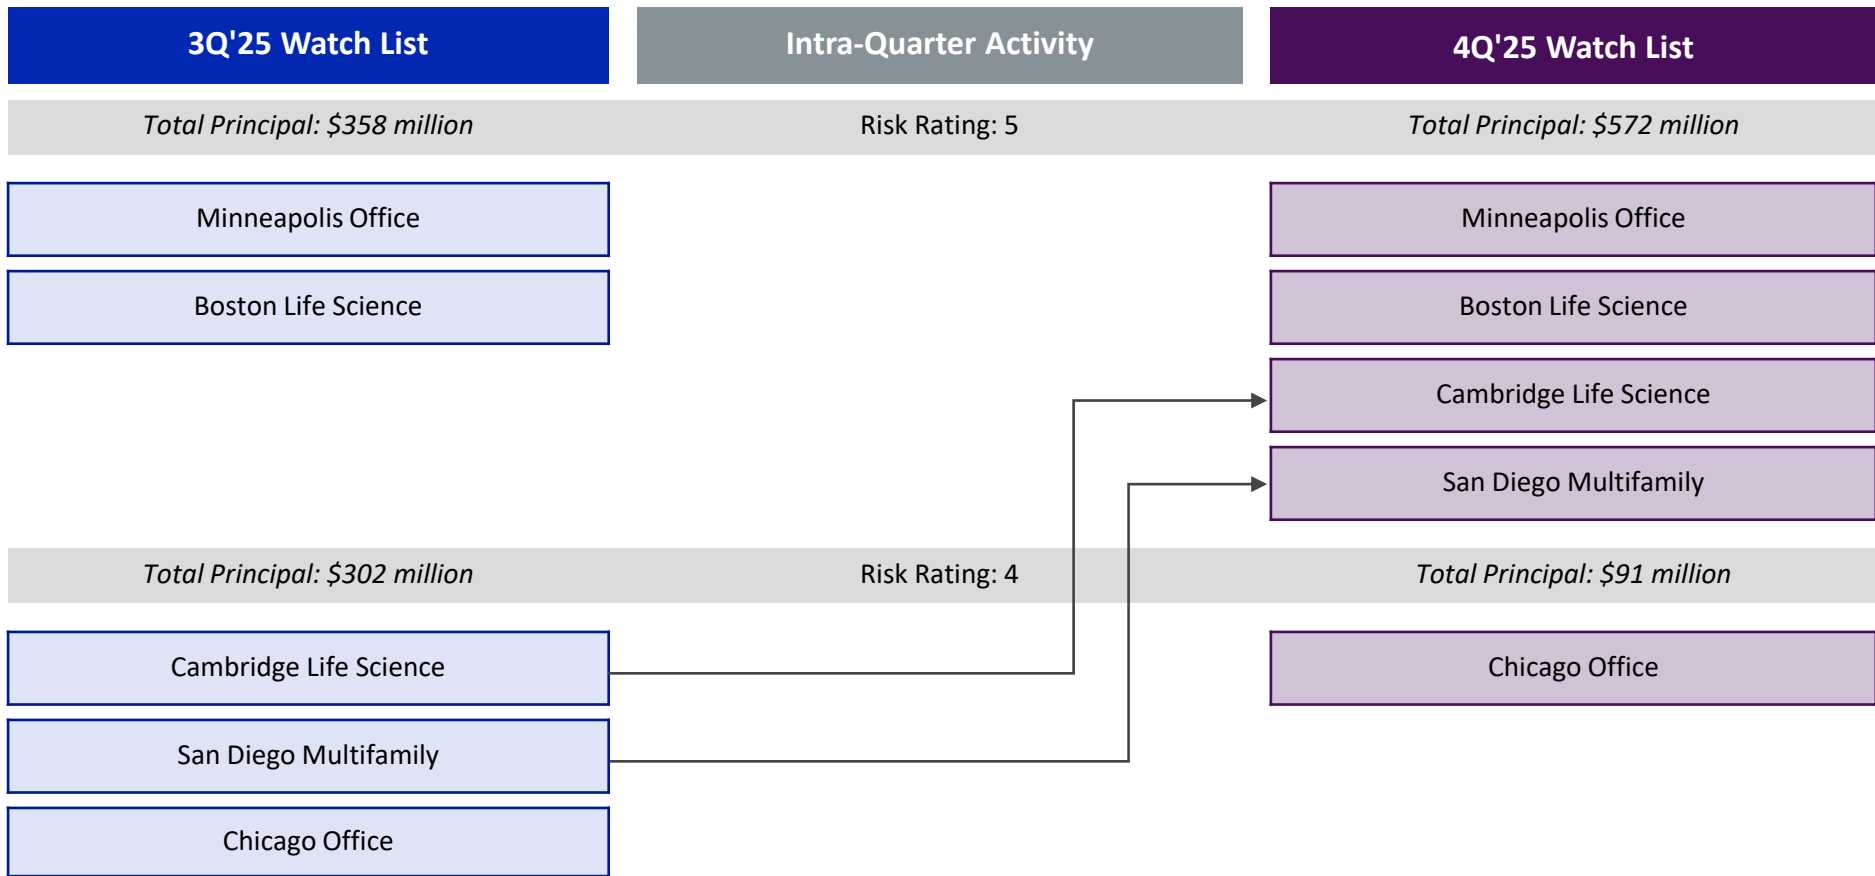 3Q'25 Watch List
Intra-Quarter Activity
4Q'25 Watch List
Total Principal: $358 million
Risk Rating: 5
Total Principal: $572 million
Minneapolis Office
Minneapolis Office
Boston Life Science
Boston Life Science
Cambridge Life Science
San Diego Multifamily
Total Principal: $302 million
Risk Rating: 4
Total Principal: $91 million
Cambridge Life Science
Chicago Office
San Diego Multifamily
Chicago Office